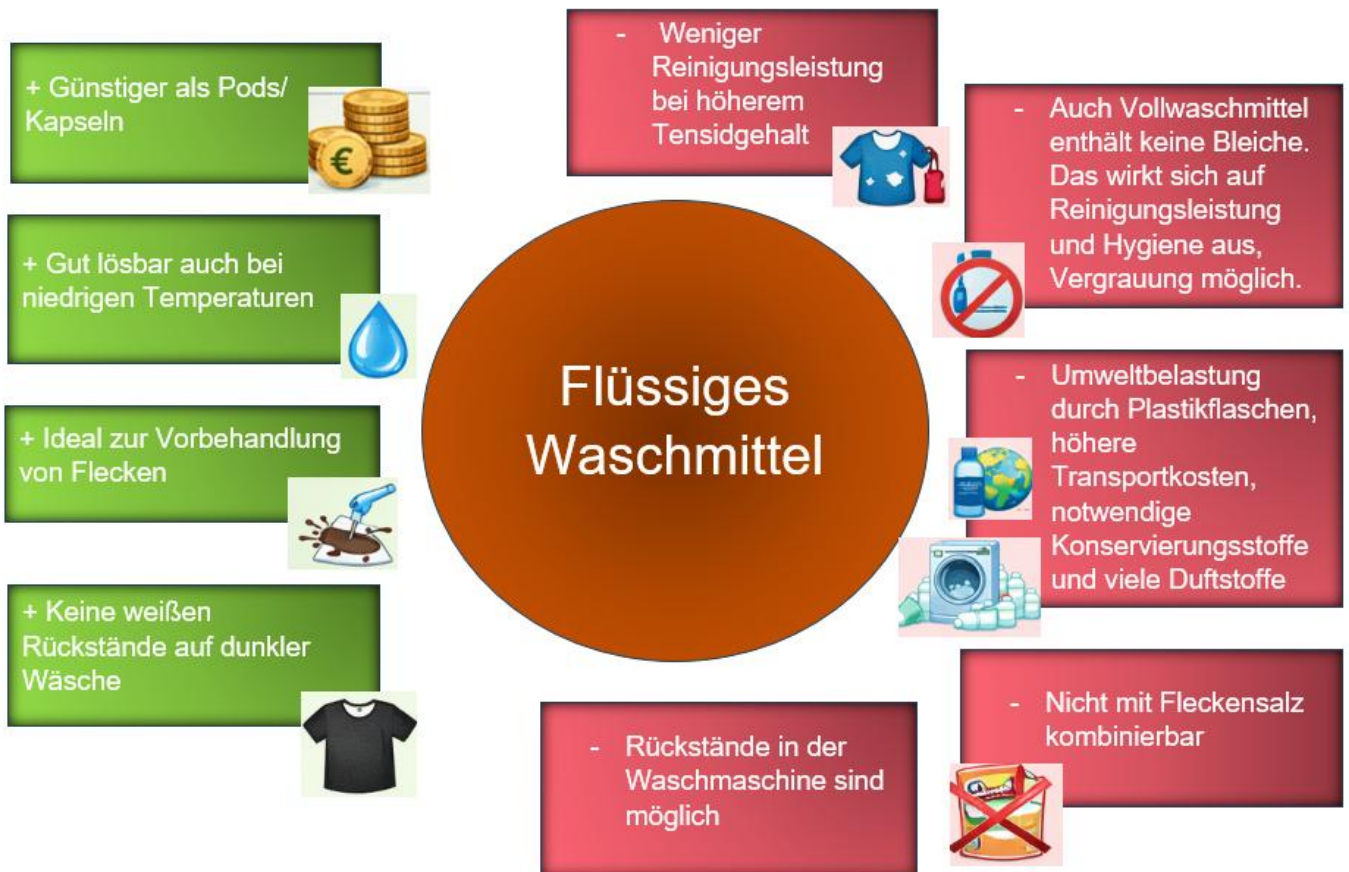 + Günstiger als Pods/
Kapseln
+ Gut lösbar auch bei
niedrigen Temperaturen
+ Ideal zur Vorbehandlung
von Flecken
+ Keine weißen
Rückstände auf dunkler
Wäsche
Flüssiges
Waschmittel
- Weniger
Reinigungsleistung
bei höherem
Tensidgehalt
- Auch Vollwaschmittel
enthält keine Bleiche.
Das wirkt sich auf
Reinigungsleistung
und Hygiene aus,
Vergrauung möglich.
- Umweltbelastung
durch Plastikflaschen,
höhere
Transportkosten,
notwendige
Konservierungsstoffe
und viele Duftstoffe
- Nicht mit Fleckensalz
kombinierbar
- Rückstände in der
Waschmaschine sind
möglich